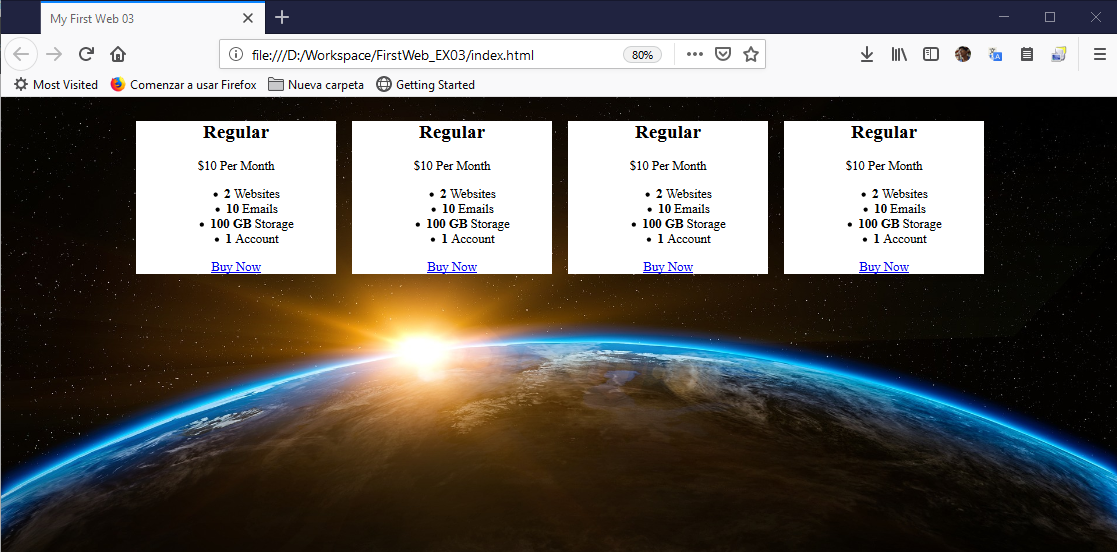 My First Web 03
file:///D:/Workspace/FirstWeb_EX03/index.html 80%
Most Visited Comenzar a usar Firefox Nueva carpeta Getting Started
Regular
$10 Per Month
• 2 Websites
• 10 Emails
• 100 GB Storage
• 1 Account
Buy Now
Regular
$10 Per Month
• 2 Websites
• 10 Emails
• 100 GB Storage
• 1 Account
Buy Now
Regular
$10 Per Month
• 2 Websites
• 10 Emails
• 100 GB Storage
• 1 Account
Buy Now
Regular
$10 Per Month
• 2 Websites
• 10 Emails
• 100 GB Storage
• 1 Account
Buy Now